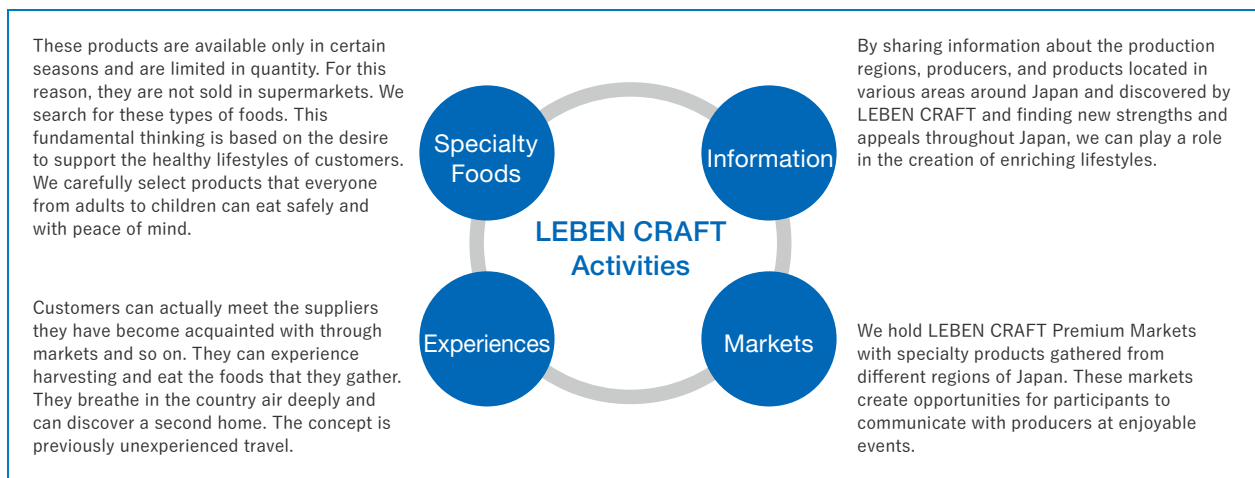 These products are available only in certain
seasons and are limited in quantity. For this
reason, they are not sold in supermarkets. We
search for these types of foods. This
fundamental thinking is based on the desire
to support the healthy lifestyles of customers.
We carefully select products that everyone
from adults to children can eat safely and
with peace of mind.
Specialty
Foods
Information
By sharing information about the production
regions, producers, and products located in
various areas around Japan and discovered by
LEBEN CRAFT and finding new strengths and
appeals throughout Japan, we can play a role
in the creation of enriching lifestyles.
LEBEN CRAFT
Activities
Customers can actually meet the suppliers
they have become acquainted with through
markets and so on. They can experience
harvesting and eat the foods that they gather.
They breathe in the country air deeply and
can discover a second home. The concept is
previously unexperienced travel.
Experiences
Markets
We hold LEBEN CRAFT Premium Markets
with specialty products gathered from
different regions of Japan. These markets
create opportunities for participants to
communicate with producers at enjoyable
events.